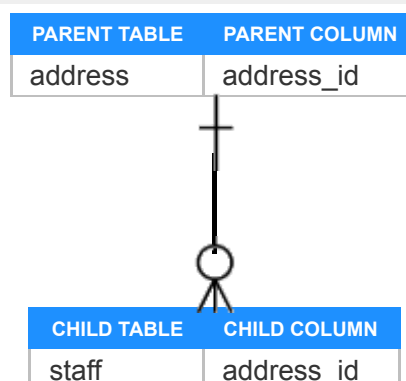 PARENT TABLE PARENT COLUMN
address address_id
CHILD TABLE CHILD COLUMN
staff address_id